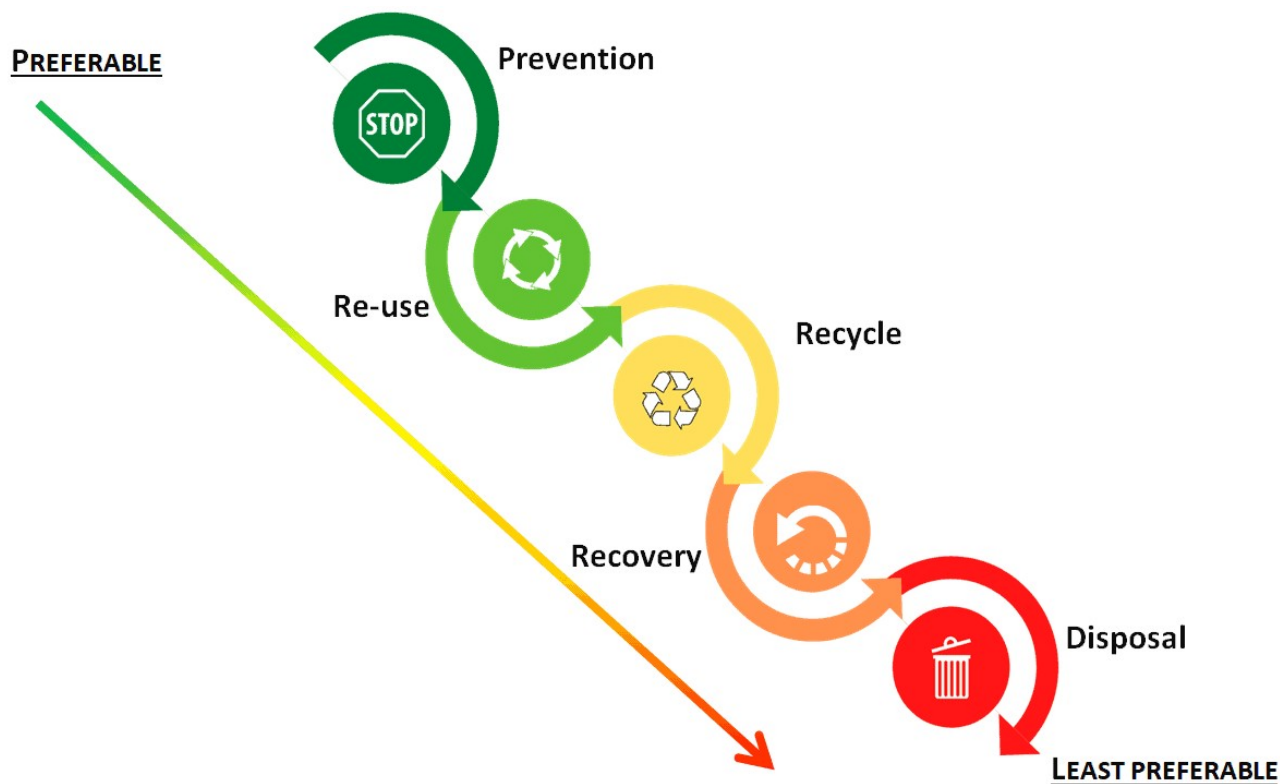 PREFERABLE
Prevention
STOP
Re-use
Recycle
Recovery
Disposal
LEAST PREFERABLE